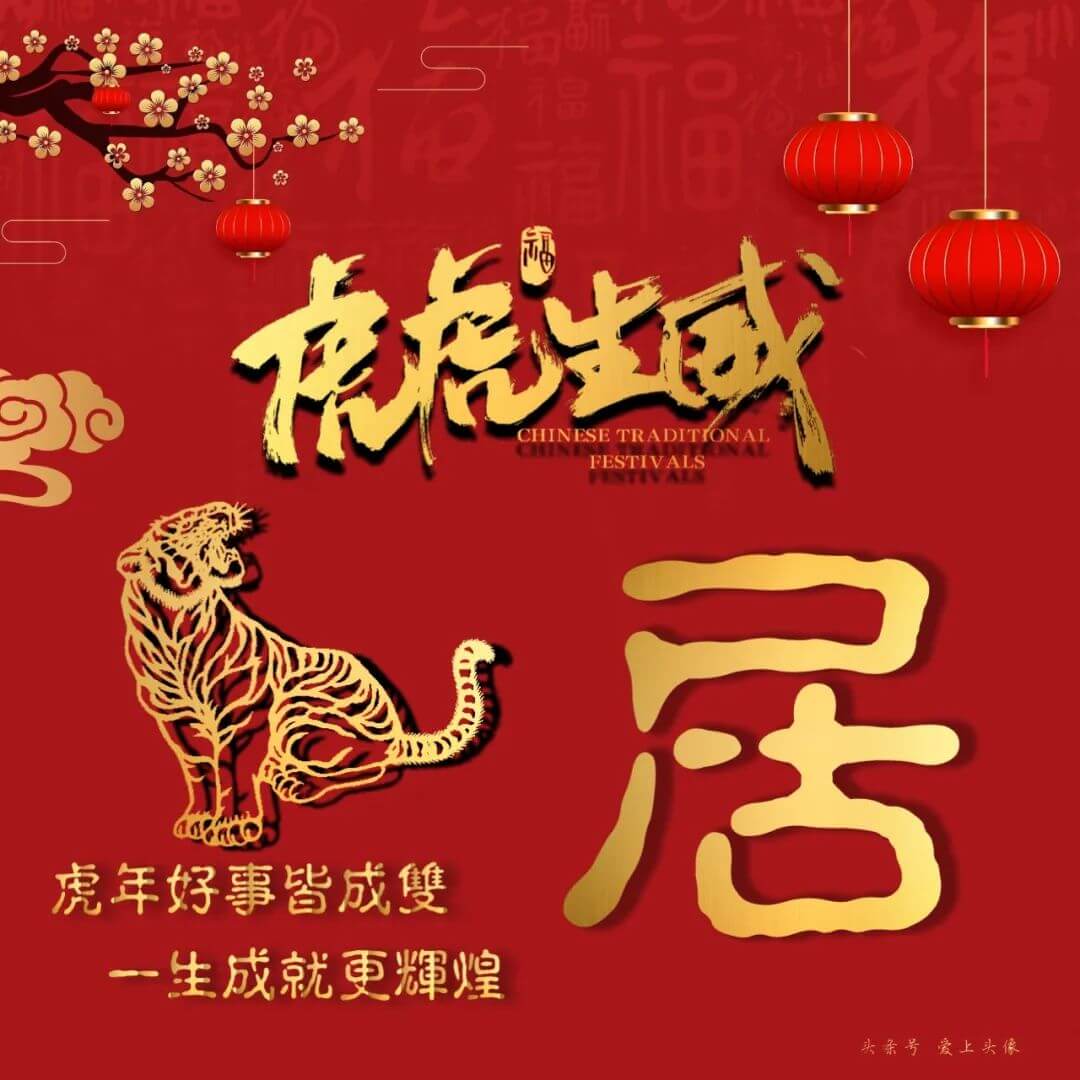 福
虎虎生威
CHINESE TRADITIONAL
FESTIVALS
居
虎年好事皆成雙
一生成就更輝煌
头条号 爱上头像